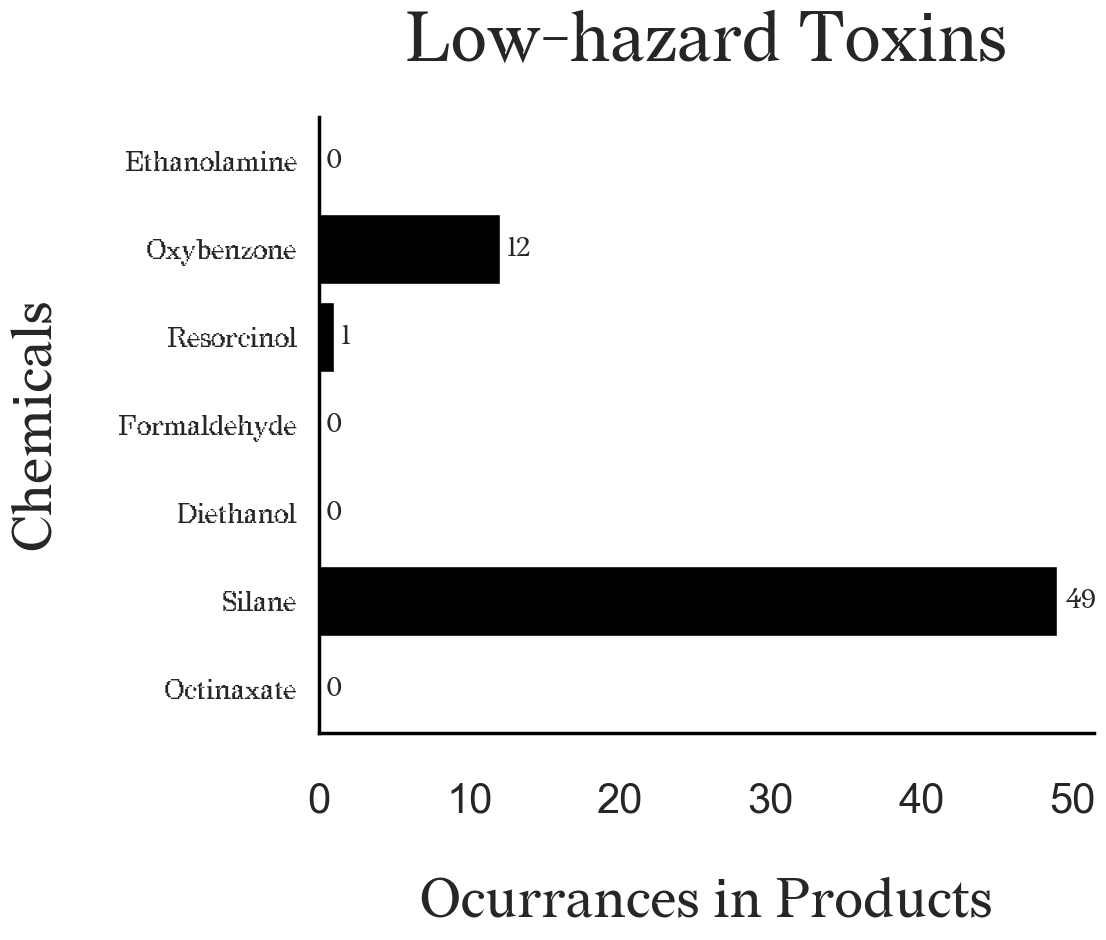 Low-hazard Toxins
Ethanolamine 0
Oxybenzone 12
Resorcinol 1
Formaldehyde 0
Diethanol 0
Silane 49
Octinaxate 0
Chemicals
0 10 20 30 40 50
Ocurrances in Products